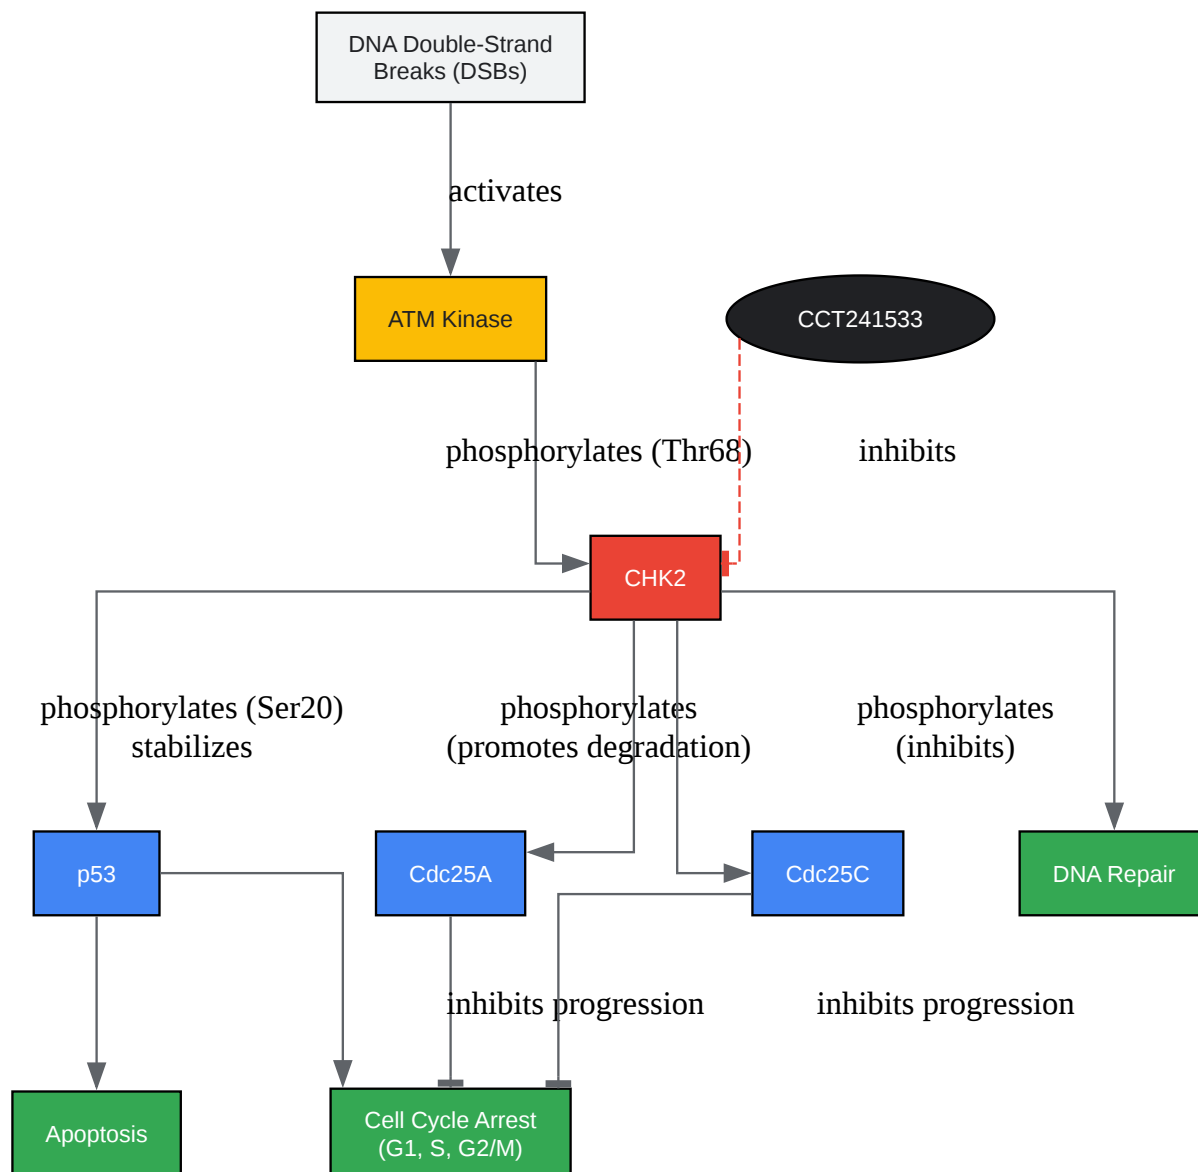 DNA Double-Strand
Breaks (DSBs)
activates
ATM Kinase
CCT241533
phosphorylates (Thr68)
inhibits
CHK2
phosphorylates (Ser20)
stabilizes
phosphorylates
(promotes degradation)
phosphorylates
(inhibits)
p53
Cdc25A
Cdc25C
DNA Repair
inhibits progression
inhibits progression
Apoptosis
Cell Cycle Arrest
(G1, S, G2/M)